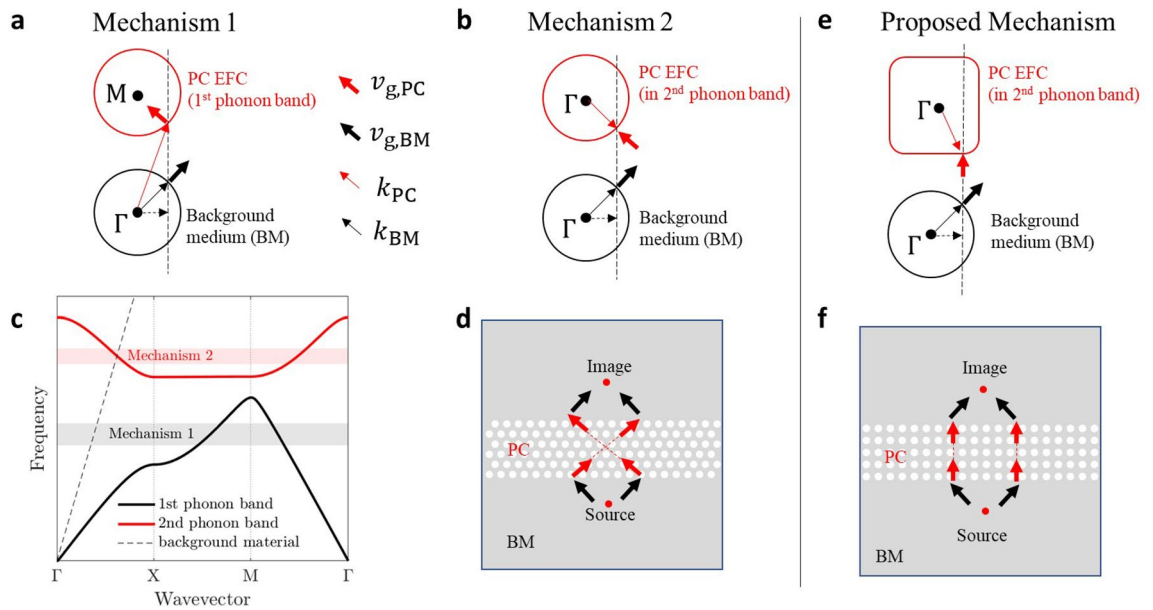 a
Mechanism 1
PC EFC
(1st phonon band)
M
Γ
Background
medium (BM)
v g,PC
v g,BM
k PC
k BM
b
Mechanism 2
PC EFC
(in 2nd phonon band)
Γ
Γ
Background
medium (BM)
e
Proposed Mechanism
PC EFC
(in 2nd phonon band)
Γ
Γ
Background
medium (BM)
c
Mechanism 2
Mechanism 1
1st phonon band
2nd phonon band
background material
Frequency
Γ X M Γ
Wavevector
d
Image
PC
Source
BM
f
Image
PC
Source
BM